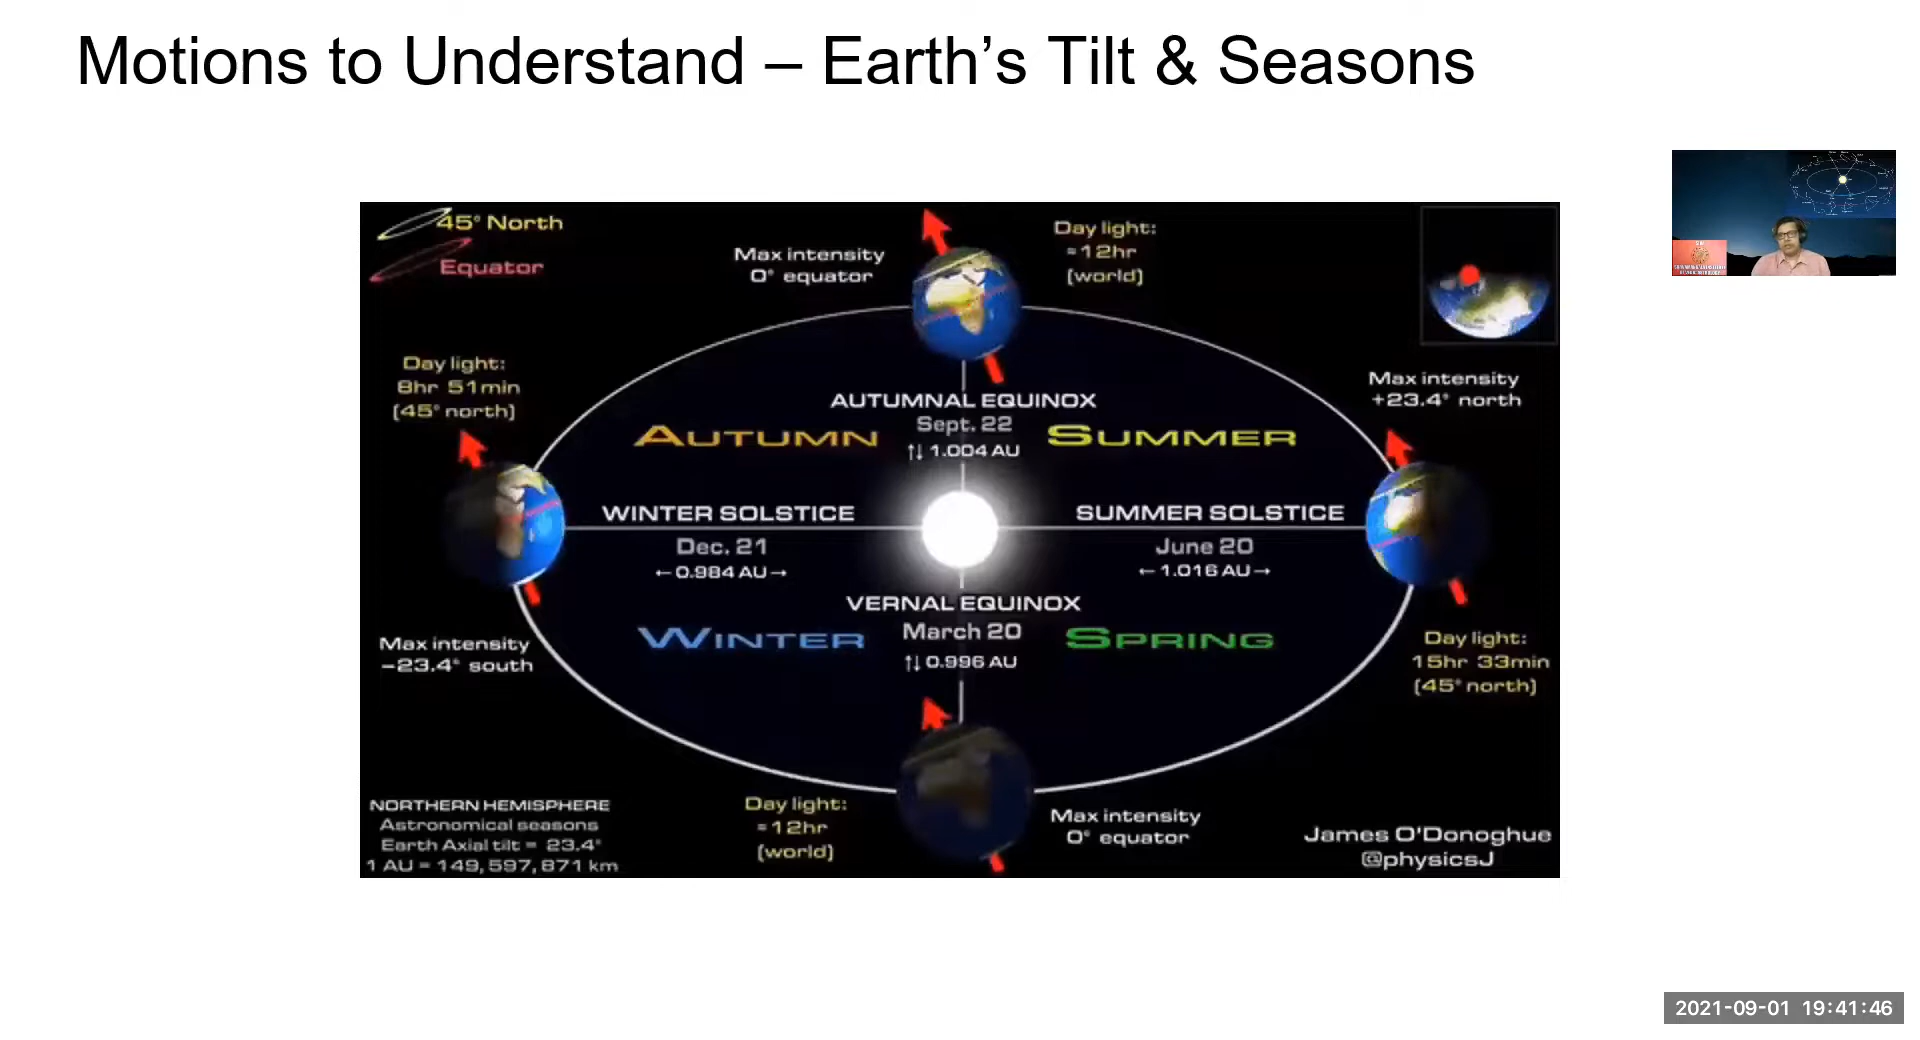 Motions to Understand – Earth's Tilt & Seasons
45° North
Equator
Max intensity
0° equator
Day light:
≈12hr
(world)
Day light:
8hr 51min
(45° north)
Max intensity
+23.4° north
AUTUMNAL EQUINOX
Sept. 22
↑↓ 1.004 AU
AUTUMN
SUMMER
WINTER SOLSTICE
Dec. 21
←0.984 AU→
SUMMER SOLSTICE
June 20
←1.016 AU→
VERNAL EQUINOX
March 20
↑↓ 0.996 AU
WINTER
SPRING
Max intensity
−23.4° south
Day light:
15hr 33min
(45° north)
NORTHERN HEMISPHERE
Astronomical seasons
Earth Axial tilt = 23.4°
1 AU = 149,597,871 km
Day light:
≈12hr
(world)
Max intensity
0° equator
James O'Donoghue
@physicsJ
2021-09-01 19:41:46